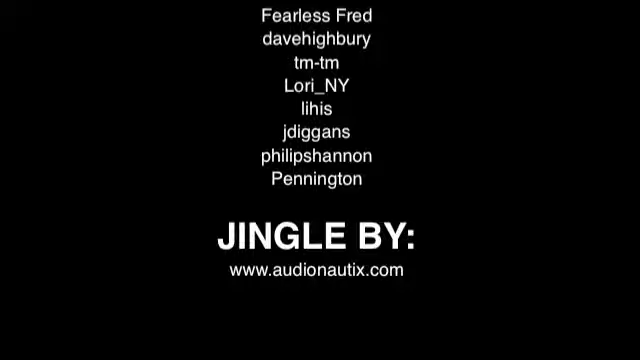 Fearless Fred
davehighbury
tm-tm
Lori_NY
lihis
jdiggans
philipshannon
Pennington
JINGLE BY:
www.audionautix.com